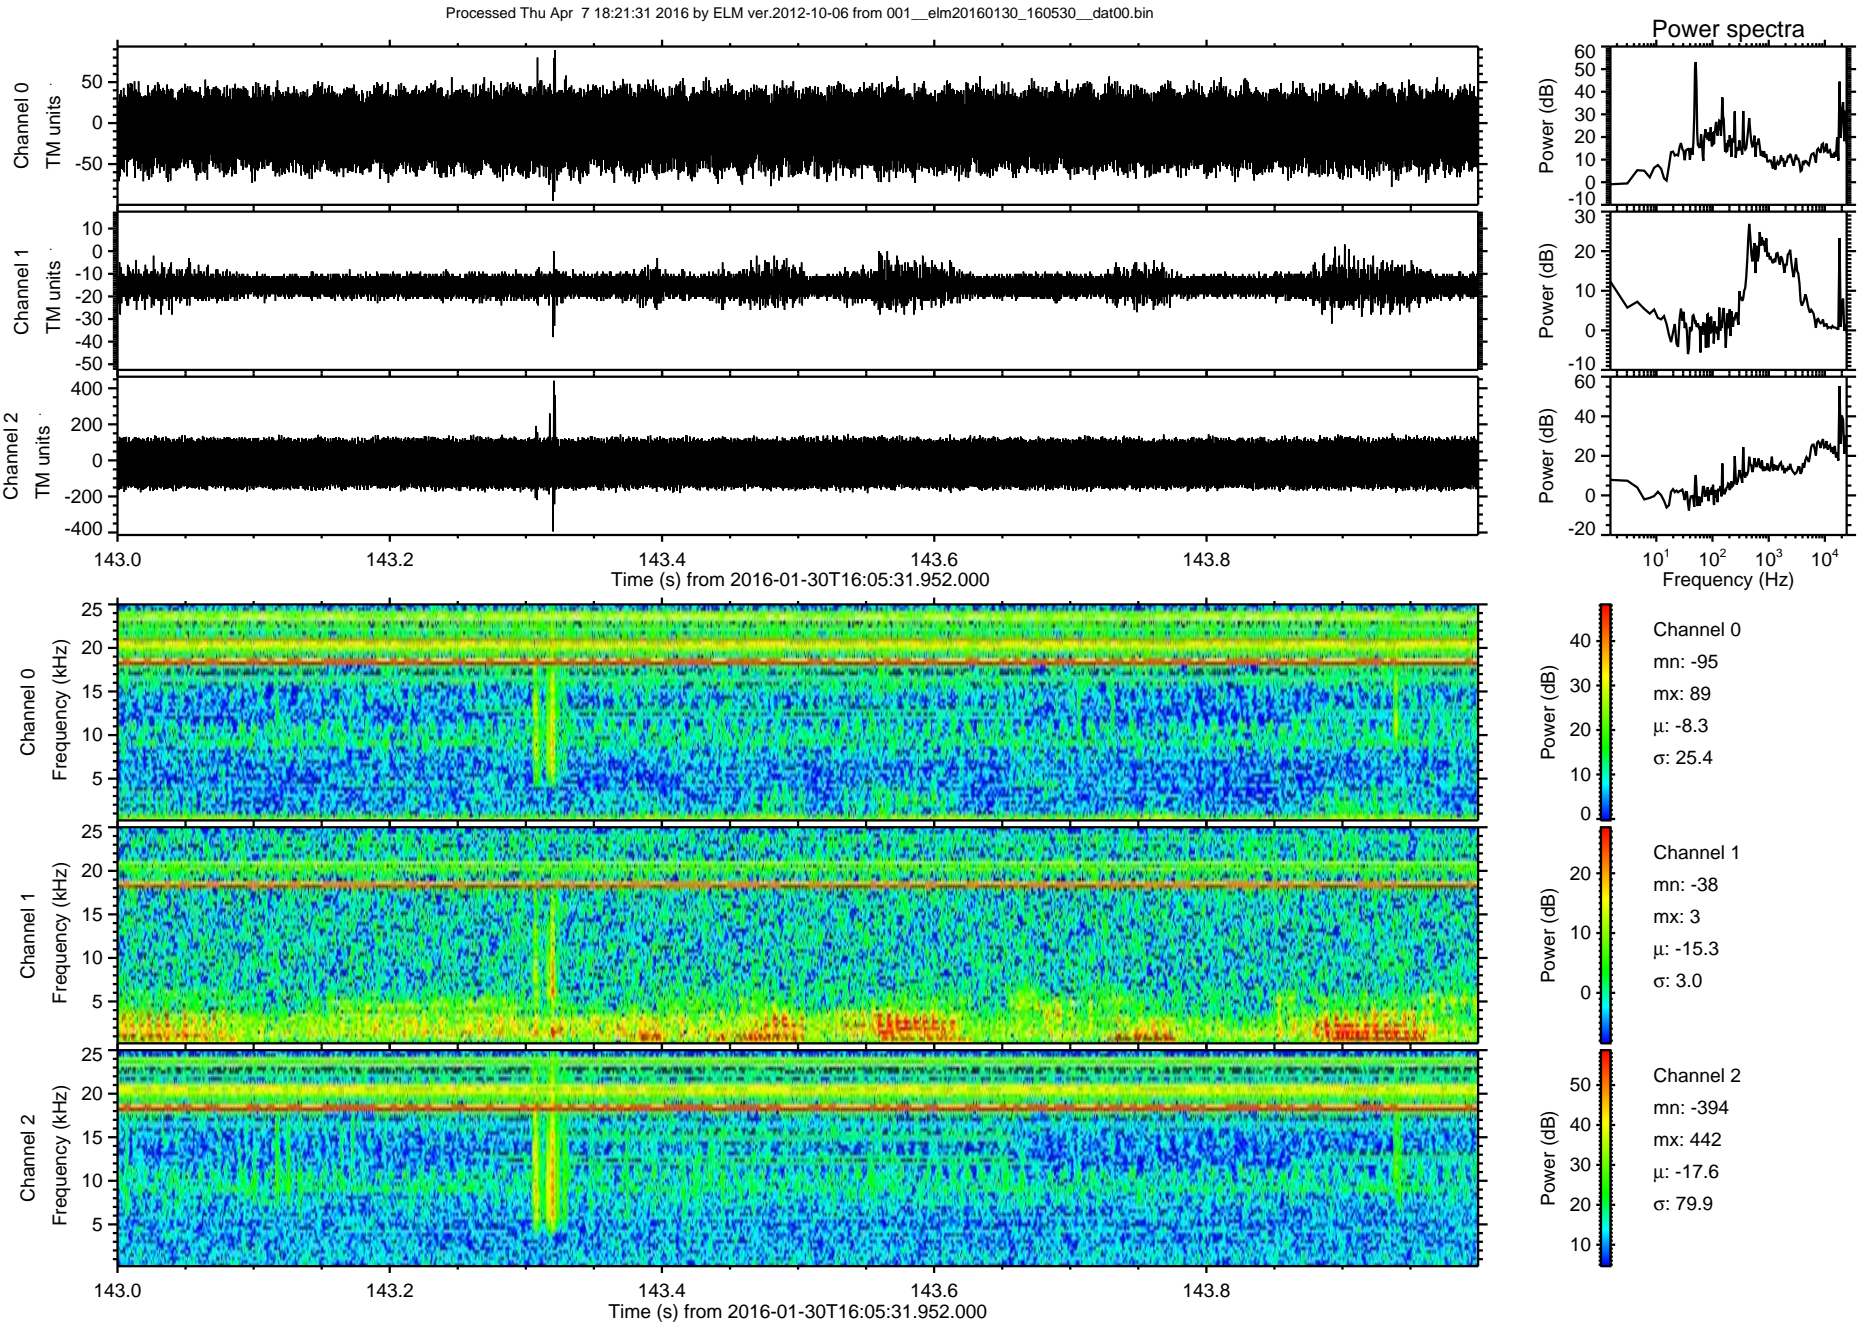 Processed Thu Apr  7 18:21:31 2016 by ELM ver.2012-10-06 from 001__elm20160130_160530__dat00.bin
Power spectra
Channel 0
TM units
50
0
-50
Power (dB)
60
50
40
30
20
10
0
-10
Channel 1
TM units
10
0
-10
-20
-30
-40
-50
Power (dB)
30
20
10
0
-10
Channel 2
TM units
400
200
0
-200
-400
Power (dB)
60
40
20
0
-20
143.0 143.2 143.4 143.6 143.8
Time (s) from 2016-01-30T16:05:31.952.000
10^1 10^2 10^3 10^4
Frequency (Hz)
Channel 0
Frequency (kHz)
25
20
15
10
5
Power (dB)
40
30
20
10
0
Channel 0
mn: -95
mx: 89
µ: -8.3
σ: 25.4
Channel 1
Frequency (kHz)
25
20
15
10
5
Power (dB)
20
10
0
Channel 1
mn: -38
mx: 3
µ: -15.3
σ: 3.0
Channel 2
Frequency (kHz)
25
20
15
10
5
Power (dB)
50
40
30
20
10
Channel 2
mn: -394
mx: 442
µ: -17.6
σ: 79.9
143.0 143.2 143.4 143.6 143.8
Time (s) from 2016-01-30T16:05:31.952.000